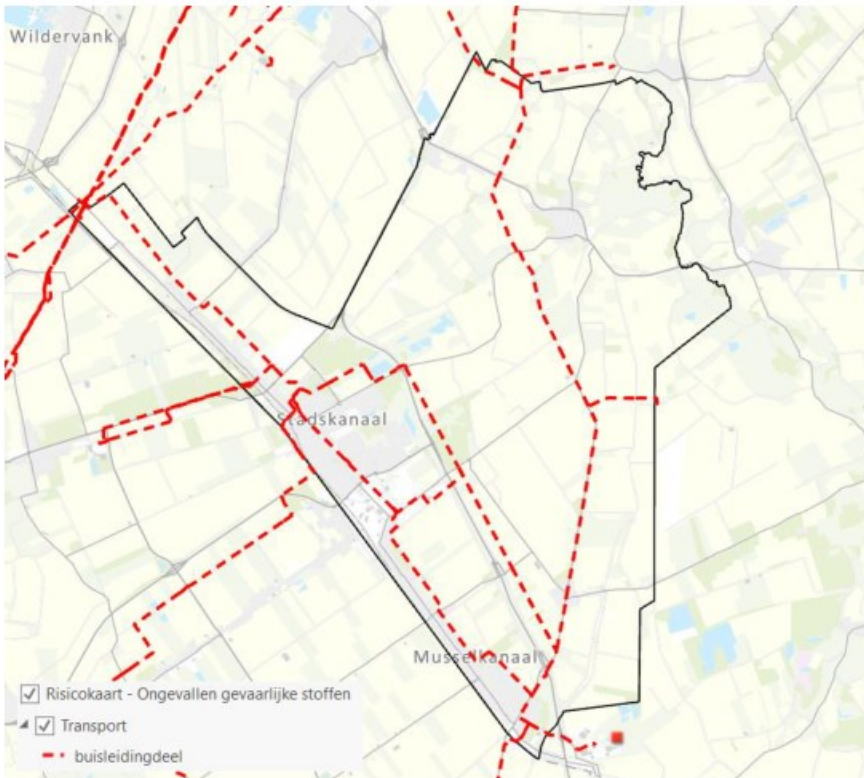 Wildervank
Stadskanaal
Musselkanaal
Risicokaart - Ongevallen gevaarlijke stoffen
Transport
buisleidingdeel